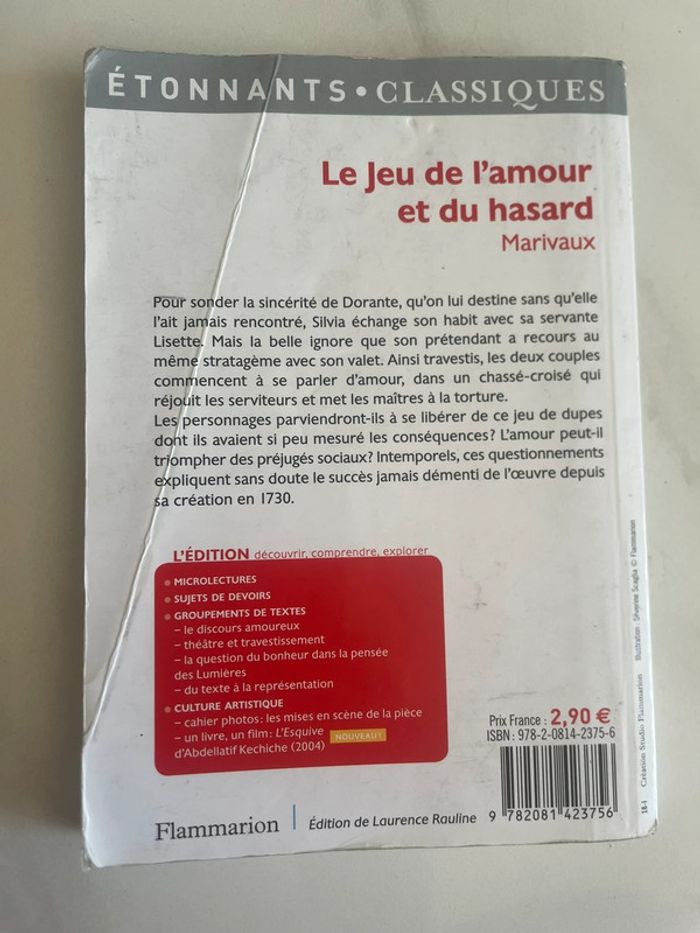 ÉTONNANTS • CLASSIQUES
Le Jeu de l'amour
et du hasard
Marivaux
Pour sonder la sincérité de Dorante, qu'on lui destine sans qu'elle
l'ait jamais rencontré, Silvia échange son habit avec sa servante
Lisette. Mais la belle ignore que son prétendant a recours au
même stratagème avec son valet. Ainsi travestis, les deux couples
commencent à se parler d'amour, dans un chassé-croisé qui
réjouit les serviteurs et met les maîtres à la torture.
Les personnages parviendront-ils à se libérer de ce jeu de dupes
dont ils avaient si peu mesuré les conséquences? L'amour peut-il
triompher des préjugés sociaux? Intemporels, ces questionnements
expliquent sans doute le succès jamais démenti de l'œuvre depuis
sa création en 1730.
L'ÉDITION découvrir, comprendre, explorer
• MICROLECTURES
• SUJETS DE DEVOIRS
• GROUPEMENTS DE TEXTES
– le discours amoureux
– théâtre et travestissement
– la question du bonheur dans la pensée
des Lumières
– du texte à la représentation
• CULTURE ARTISTIQUE
– cahier photos: les mises en scène de la pièce
– un livre, un film: L'Esquive NOUVEAU!
d'Abdellatif Kechiche (2004)
Prix France : 2,90 €
ISBN : 978-2-0814-2375-6
9 782081 423756
Flammarion
Édition de Laurence Rauline
18-I Création Studio Flammarion Illustration : Séverine Scaglia © Flammarion